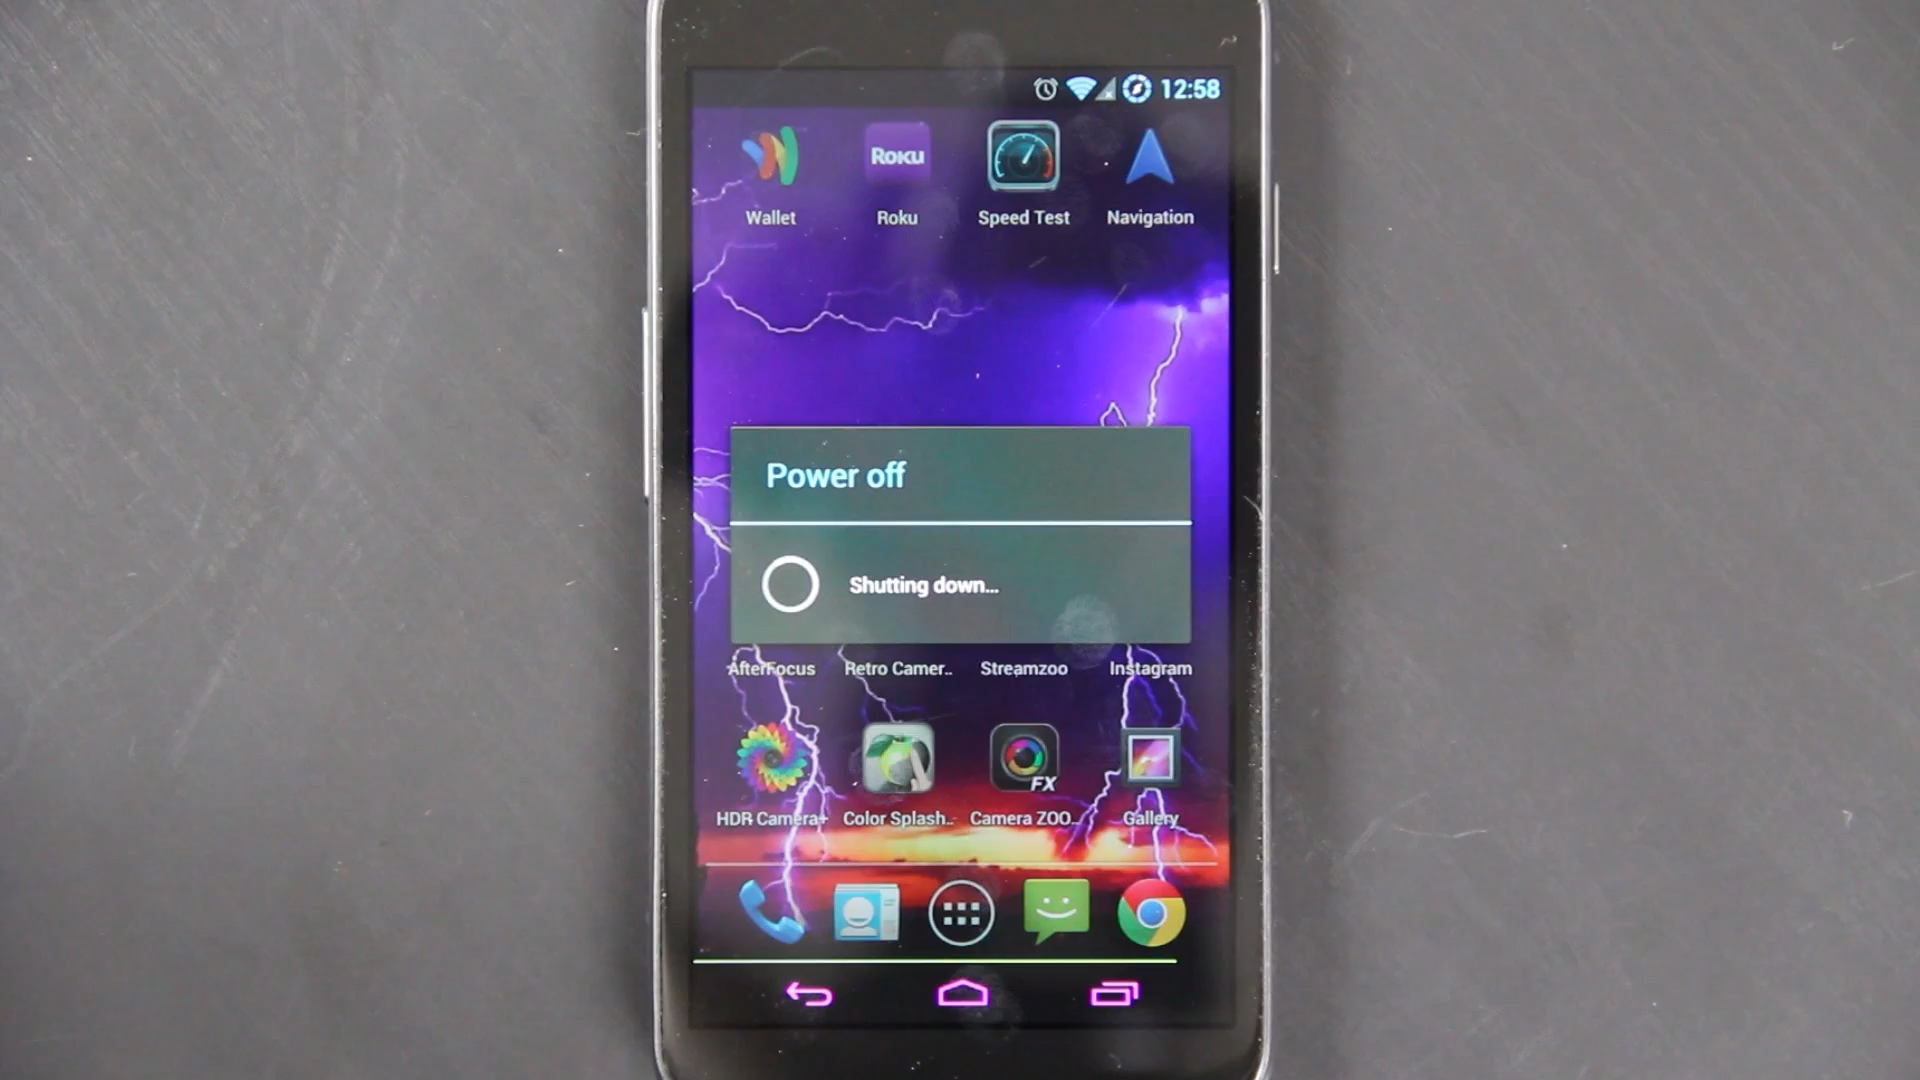 12:58
Roku
Wallet Roku Speed Test Navigation
Power off
Shutting down...
AfterFocus Retro Camer.. Streamzoo Instagram
FX
HDR Camera+ Color Splash.. Camera ZOO.. Gallery